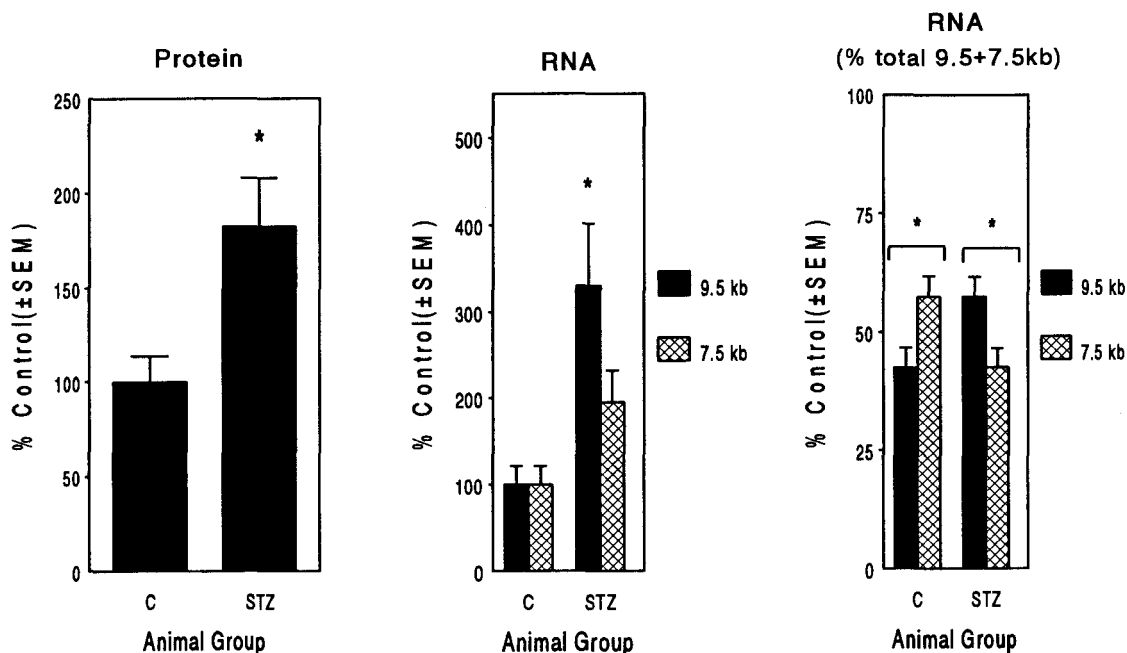 Protein
% Control(±SEM)
250
200
150
100
50
0
*
C STZ
Animal Group
RNA
% Control(±SEM)
500
400
300
200
100
0
*
C STZ
Animal Group
9.5 kb
7.5 kb
RNA
(% total 9.5+7.5kb)
% Control(±SEM)
100
75
50
25
0
* *
C STZ
Animal Group
9.5 kb
7.5 kb